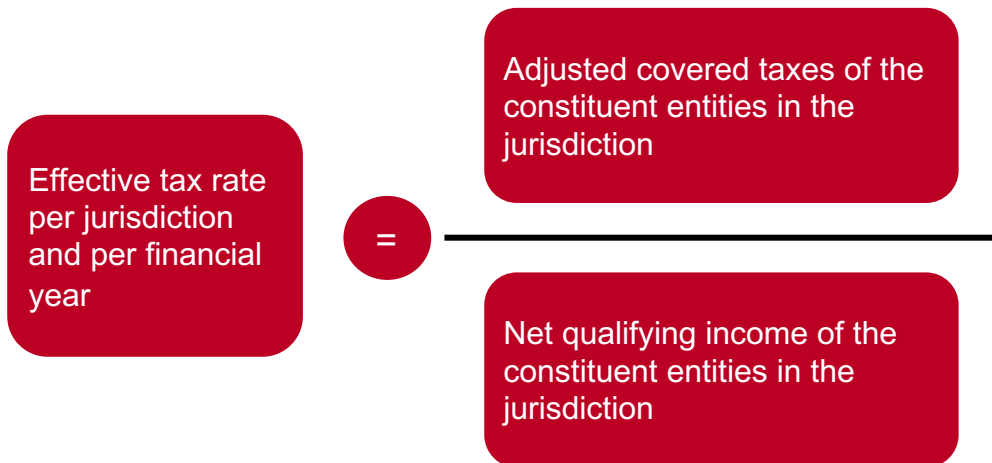 Effective tax rate
per jurisdiction
and per financial
year
=
Adjusted covered taxes of the
constituent entities in the
jurisdiction
Net qualifying income of the
constituent entities in the
jurisdiction